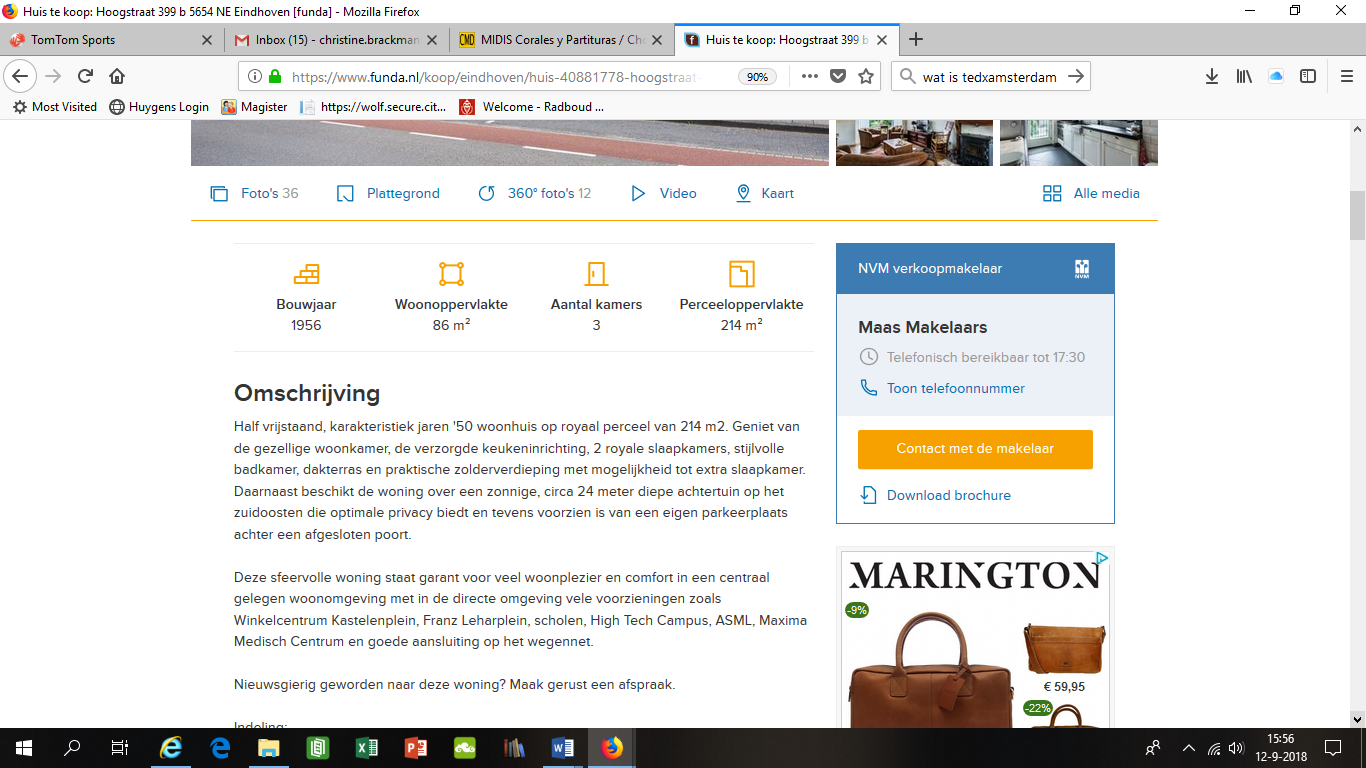 Huis te koop: Hoogstraat 399 b 5654 NE Eindhoven [funda] - Mozilla Firefox
TomTom Sports
Inbox (15) - christine.brackman
MIDIS Corales y Partituras / Ch
Huis te koop: Hoogstraat 399 b
https://www.funda.nl/koop/eindhoven/huis-40881778-hoogstraat-
90%
wat is tedxamsterdam
Most Visited
Huygens Login
Magister
https://wolf.secure.cit...
Welcome - Radboud ...
Foto's 36
Plattegrond
360° foto's 12
Video
Kaart
Alle media
Bouwjaar
1956
Woonoppervlakte
86 m²
Aantal kamers
3
Perceeloppervlakte
214 m²
NVM verkoopmakelaar
NVM
Maas Makelaars
Telefonisch bereikbaar tot 17:30
Toon telefoonnummer
Contact met de makelaar
Download brochure
Omschrijving
Half vrijstaand, karakteristiek jaren '50 woonhuis op royaal perceel van 214 m2. Geniet van
de gezellige woonkamer, de verzorgde keukeninrichting, 2 royale slaapkamers, stijlvolle
badkamer, dakterras en praktische zolderverdieping met mogelijkheid tot extra slaapkamer.
Daarnaast beschikt de woning over een zonnige, circa 24 meter diepe achtertuin op het
zuidoosten die optimale privacy biedt en tevens voorzien is van een eigen parkeerplaats
achter een afgesloten poort.
Deze sfeervolle woning staat garant voor veel woonplezier en comfort in een centraal
gelegen woonomgeving met in de directe omgeving vele voorzieningen zoals
Winkelcentrum Kastelenplein, Franz Leharplein, scholen, High Tech Campus, ASML, Maxima
Medisch Centrum en goede aansluiting op het wegennet.
Nieuwsgierig geworden naar deze woning? Maak gerust een afspraak.
Indeling:
MARINGTON
-9%
€ 59,95
-22%
15:56
12-9-2018